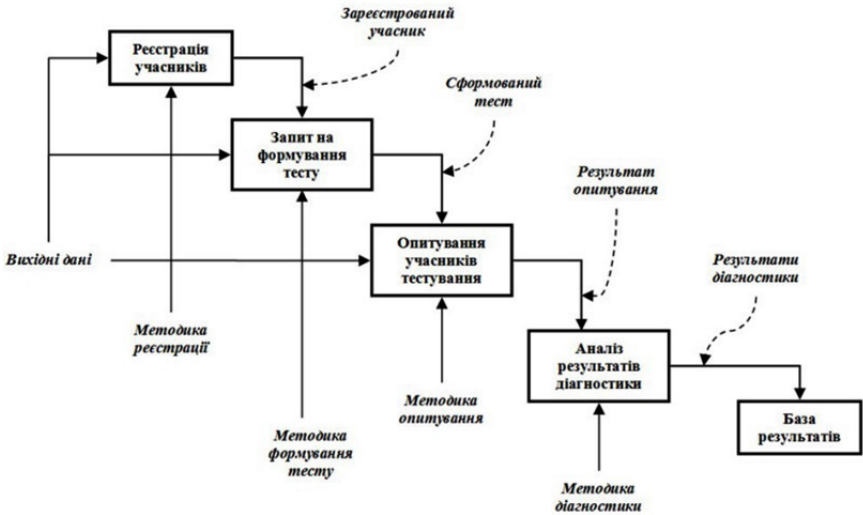 Зареєстрований
учасник
Реєстрація
учасників
Сформований
тест
Запит на
формування
тесту
Результат
опитування
Вихідні дані
Опитування
учасників
тестування
Результати
діагностики
Методика
реєстрації
Аналіз
результатів
діагностики
Методика
опитування
База
результатів
Методика
формування
тесту
Методика
діагностики